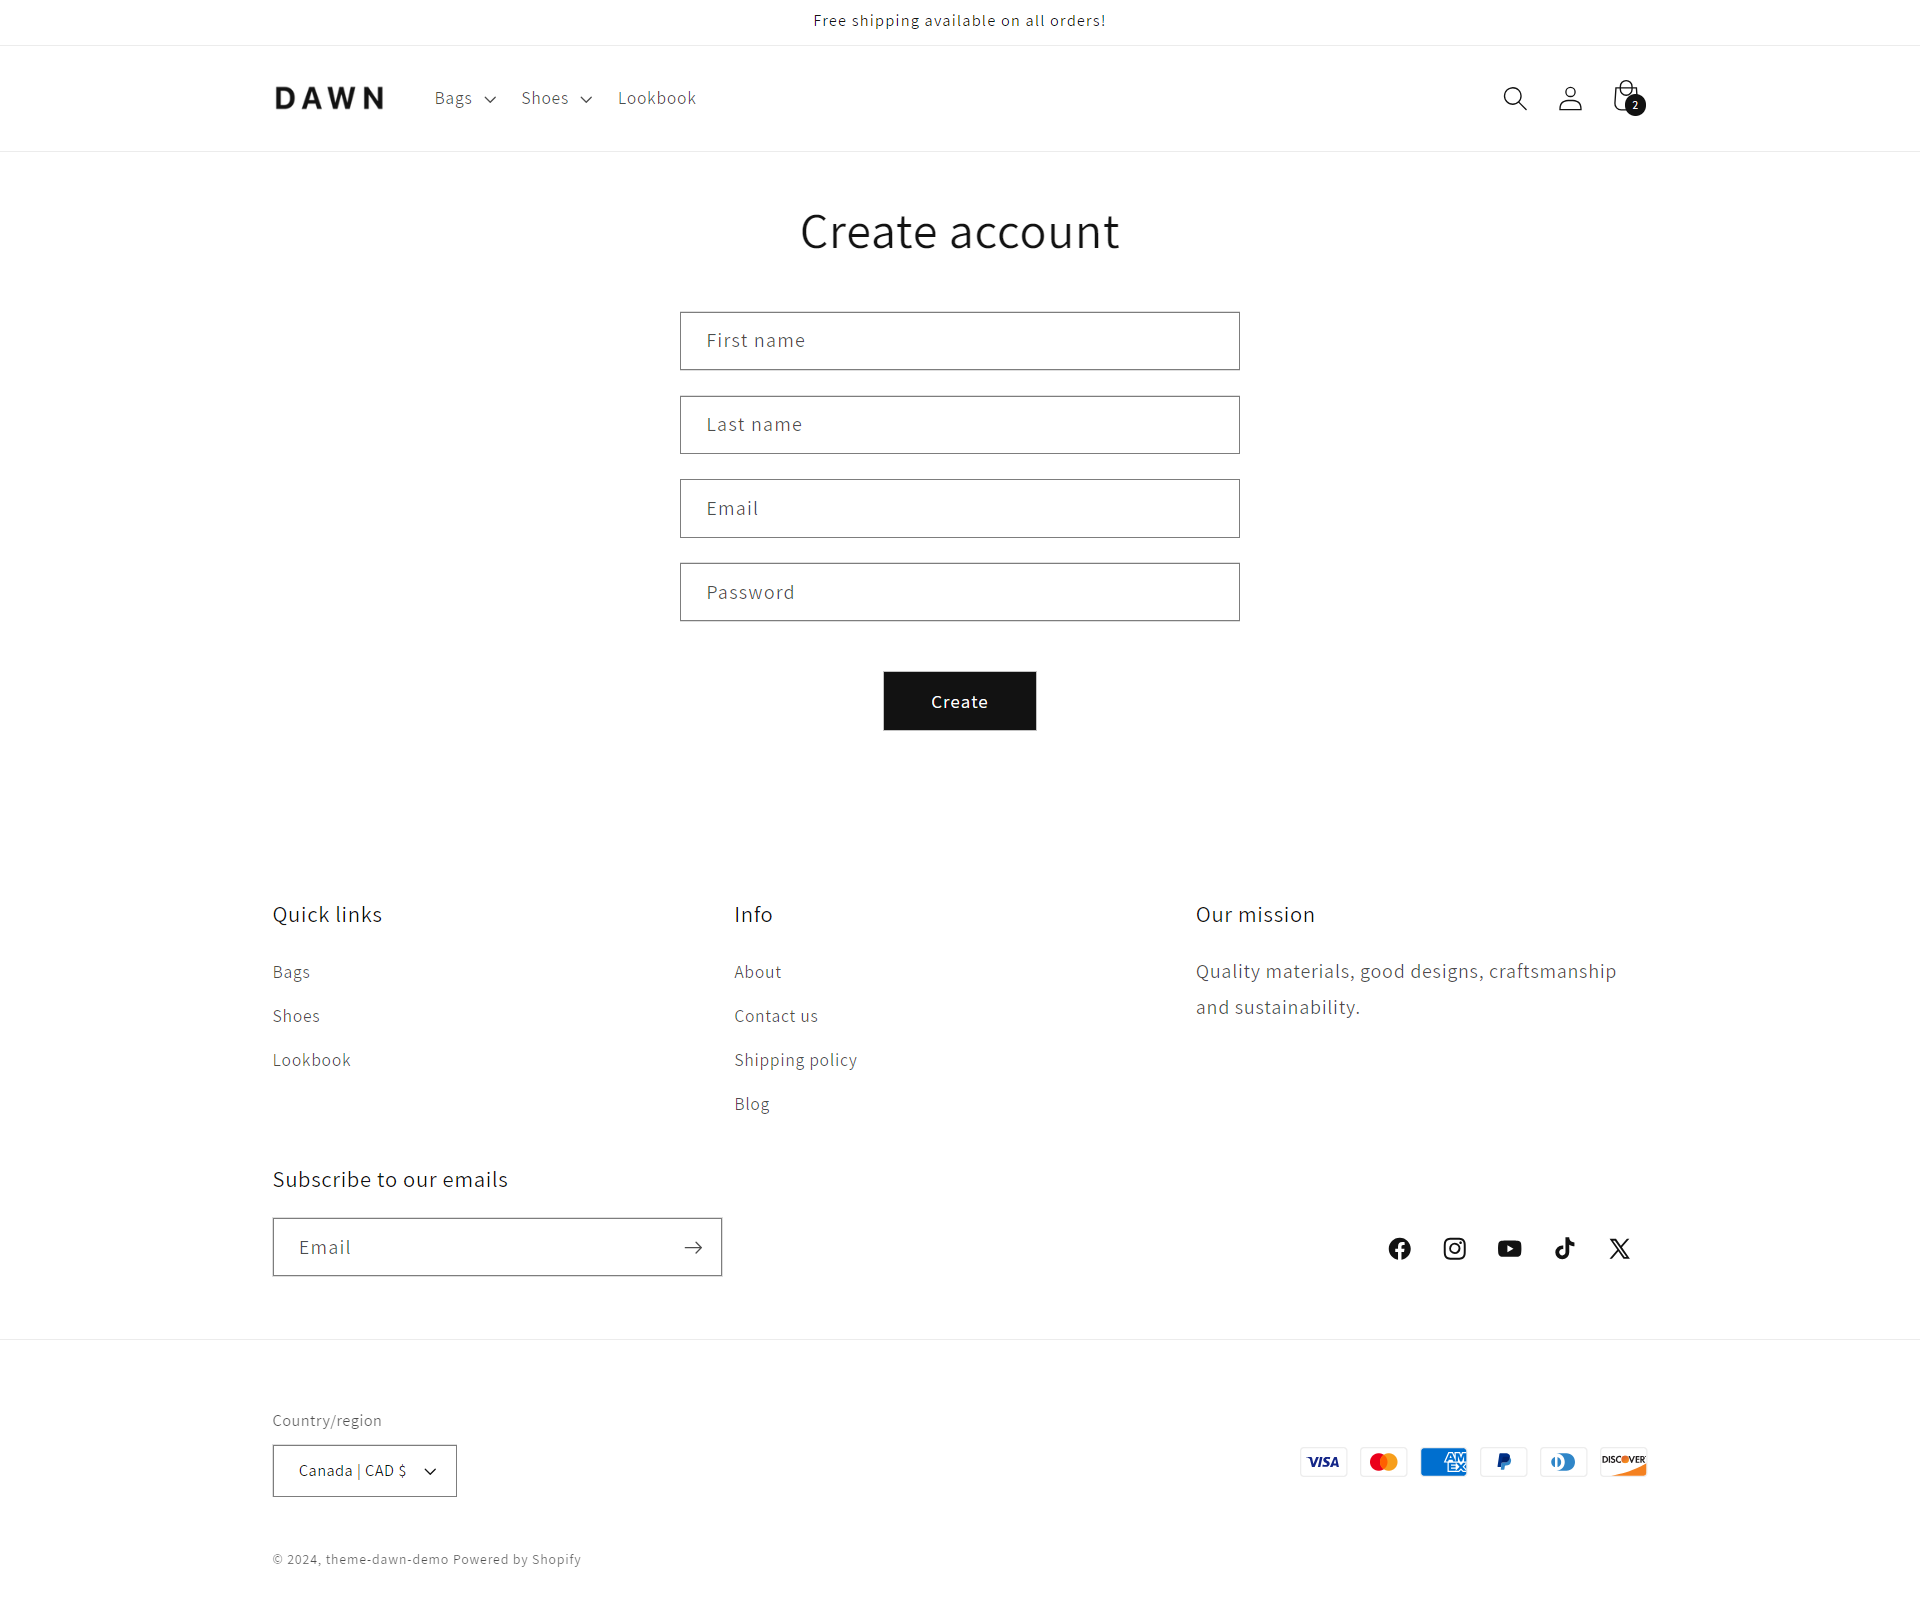 Free shipping available on all orders!
DAWN
Bags
Shoes
Lookbook
2
Create account
First name
Last name
Email
Password
Create
Quick links
Bags
Shoes
Lookbook
Info
About
Contact us
Shipping policy
Blog
Our mission
Quality materials, good designs, craftsmanship
and sustainability.
Subscribe to our emails
Email
Country/region
Canada | CAD $
VISA
AM
EX
DISCOVER
© 2024, theme-dawn-demo Powered by Shopify